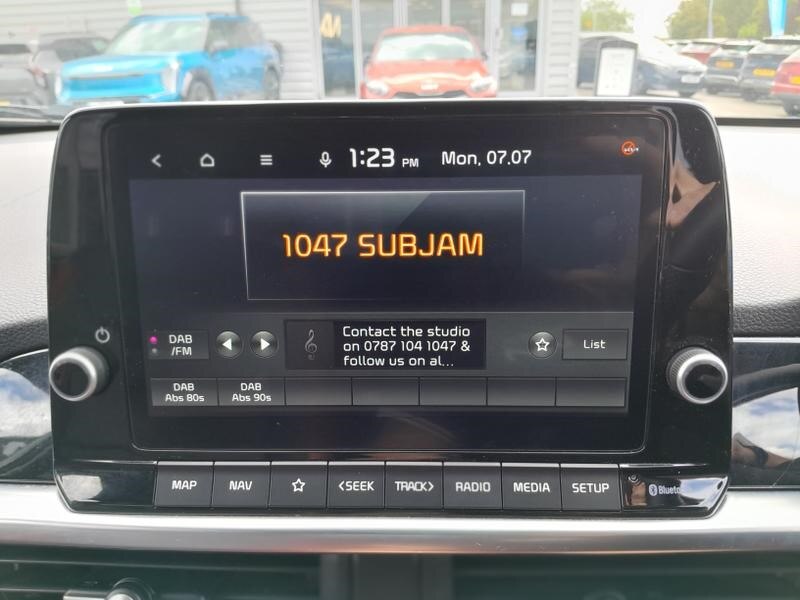 1:23 PM Mon, 07.07
1047 SUBJAM
DAB
/FM
Contact the studio
on 0787 104 1047 &
follow us on al...
List
DAB
Abs 80s
DAB
Abs 90s
MAP NAV <SEEK TRACK> RADIO MEDIA SETUP